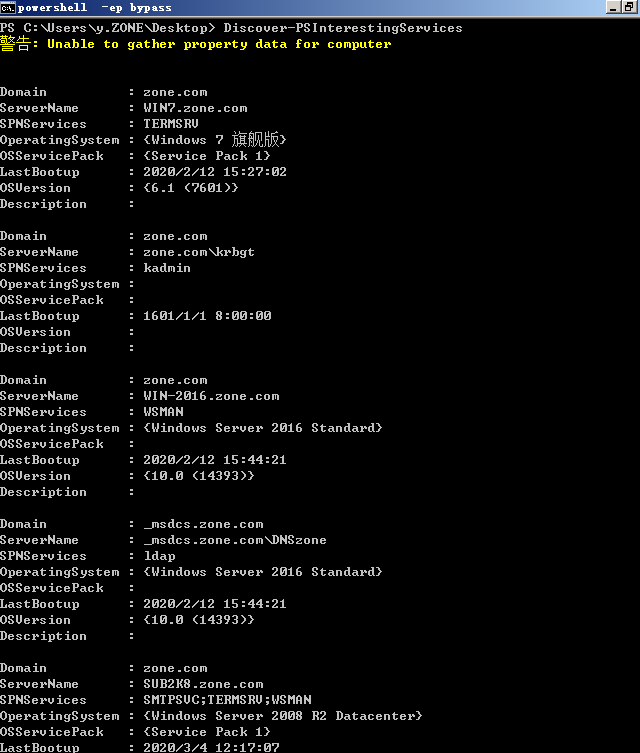 powershell -ep bypass
PS C:\Users\y.ZONE\Desktop> Discover-PSInterestingServices
警告: Unable to gather property data for computer
Domain : zone.com
ServerName : WIN7.zone.com
SPNServices : TERMSRV
OperatingSystem : {Windows 7 旗舰版}
OSServicePack : {Service Pack 1}
LastBootup : 2020/2/12 15:27:02
OSVersion : {6.1 (7601)}
Description :
Domain : zone.com
ServerName : zone.com\krbgt
SPNServices : kadmin
OperatingSystem :
OSServicePack :
LastBootup : 1601/1/1 8:00:00
OSVersion :
Description :
Domain : zone.com
ServerName : WIN-2016.zone.com
SPNServices : WSMAN
OperatingSystem : {Windows Server 2016 Standard}
OSServicePack :
LastBootup : 2020/2/12 15:44:21
OSVersion : {10.0 (14393)}
Description :
Domain : _msdcs.zone.com
ServerName : _msdcs.zone.com\DNSzone
SPNServices : ldap
OperatingSystem : {Windows Server 2016 Standard}
OSServicePack :
LastBootup : 2020/2/12 15:44:21
OSVersion : {10.0 (14393)}
Description :
Domain : zone.com
ServerName : SUB2K8.zone.com
SPNServices : SMTPSVC;TERMSRV;WSMAN
OperatingSystem : {Windows Server 2008 R2 Datacenter}
OSServicePack : {Service Pack 1}
LastBootup : 2020/3/4 12:17:07